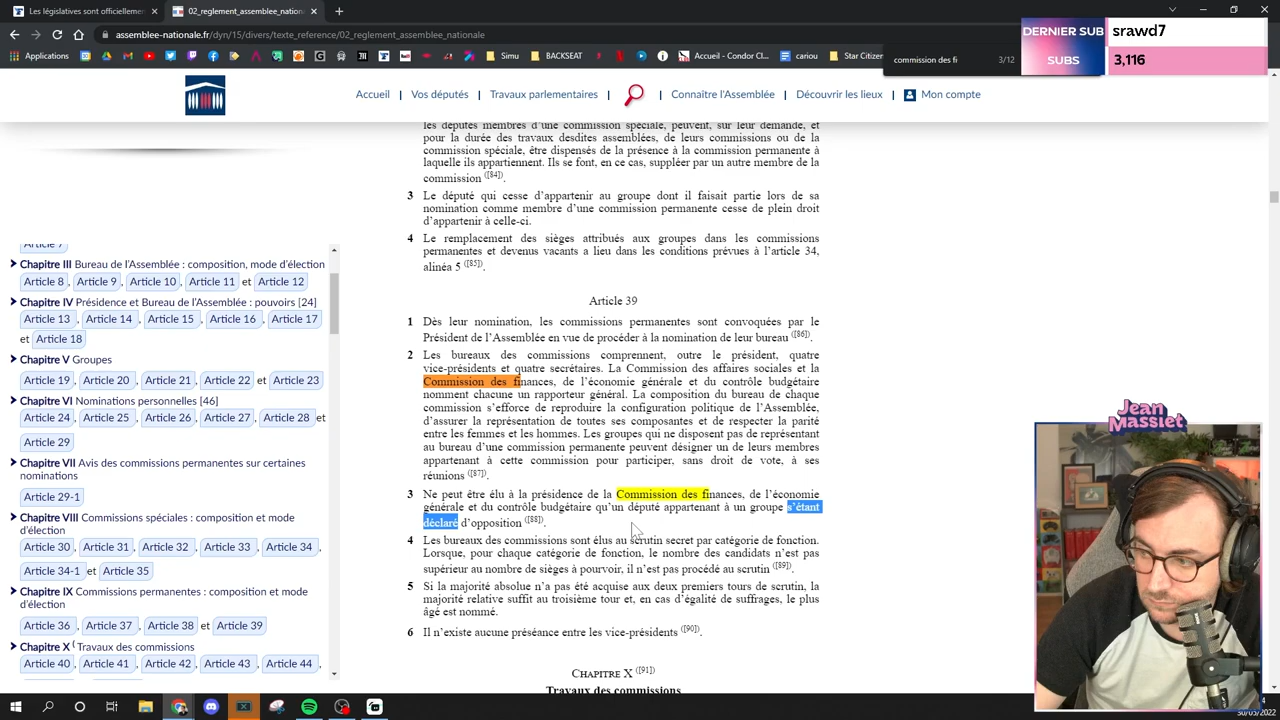 Les législatives sont officiellem
02_reglement_assemblee_nationa
assemblee-nationale.fr/dyn/15/divers/texte_reference/02_reglement_assemblee_nationale
Applications
Simu
BACKSEAT
Accueil - Condor Cl...
cariou
Star Citizen
commission des fi
3/12
DERNIER SUB
srawd7
SUBS
3,116
Accueil
Vos députés
Travaux parlementaires
Connaître l'Assemblée
Découvrir les lieux
Mon compte
les députés membres d'une commission spéciale, peuvent, sur leur demande, et
pour la durée des travaux desdites assemblées, de leurs commissions ou de la
commission spéciale, être dispensés de la présence à la commission permanente à
laquelle ils appartiennent. Ils se font, en ce cas, suppléer par un autre membre de la
commission ([84]).
3 Le député qui cesse d'appartenir au groupe dont il faisait partie lors de sa
nomination comme membre d'une commission permanente cesse de plein droit
d'appartenir à celle-ci.
4 Le remplacement des sièges attribués aux groupes dans les commissions
permanentes et devenus vacants a lieu dans les conditions prévues à l'article 34,
alinéa 5 ([85]).
Article 39
1 Dès leur nomination, les commissions permanentes sont convoquées par le
Président de l'Assemblée en vue de procéder à la nomination de leur bureau ([86]).
2 Les bureaux des commissions comprennent, outre le président, quatre
vice-présidents et quatre secrétaires. La Commission des affaires sociales et la
Commission des finances, de l'économie générale et du contrôle budgétaire
nomment chacune un rapporteur général. La composition du bureau de chaque
commission s'efforce de reproduire la configuration politique de l'Assemblée,
d'assurer la représentation de toutes ses composantes et de respecter la parité
entre les femmes et les hommes. Les groupes qui ne disposent pas de représentant
au bureau d'une commission permanente peuvent désigner un de leurs membres
appartenant à cette commission pour participer, sans droit de vote, à ses
réunions ([87]).
3 Ne peut être élu à la présidence de la Commission des finances, de l'économie
générale et du contrôle budgétaire qu'un député appartenant à un groupe s'étant
déclaré d'opposition ([88]).
4 Les bureaux des commissions sont élus au scrutin secret par catégorie de fonction.
Lorsque, pour chaque catégorie de fonction, le nombre des candidats n'est pas
supérieur au nombre de sièges à pourvoir, il n'est pas procédé au scrutin ([89]).
5 Si la majorité absolue n'a pas été acquise aux deux premiers tours de scrutin, la
majorité relative suffit au troisième tour et, en cas d'égalité de suffrages, le plus
âgé est nommé.
6 Il n'existe aucune préséance entre les vice-présidents ([90]).
CHAPITRE X ([91])
Travaux des commissions
Article 7
Chapitre III Bureau de l'Assemblée : composition, mode d'élection
Article 8, Article 9, Article 10, Article 11 et Article 12
Chapitre IV Présidence et Bureau de l'Assemblée : pouvoirs [24]
Article 13, Article 14, Article 15, Article 16, Article 17
et Article 18
Chapitre V Groupes
Article 19, Article 20, Article 21, Article 22 et Article 23
Chapitre VI Nominations personnelles [46]
Article 24, Article 25, Article 26, Article 27, Article 28 et
Article 29
Chapitre VII Avis des commissions permanentes sur certaines
nominations
Article 29-1
Chapitre VIII Commissions spéciales : composition et mode
d'élection
Article 30, Article 31, Article 32, Article 33, Article 34,
Article 34-1 et Article 35
Chapitre IX Commissions permanentes : composition et mode
d'élection
Article 36, Article 37, Article 38 et Article 39
Chapitre X ( Travaux des commissions
Article 40, Article 41, Article 42, Article 43, Article 44,
Jean
Massiet
30/05/2022